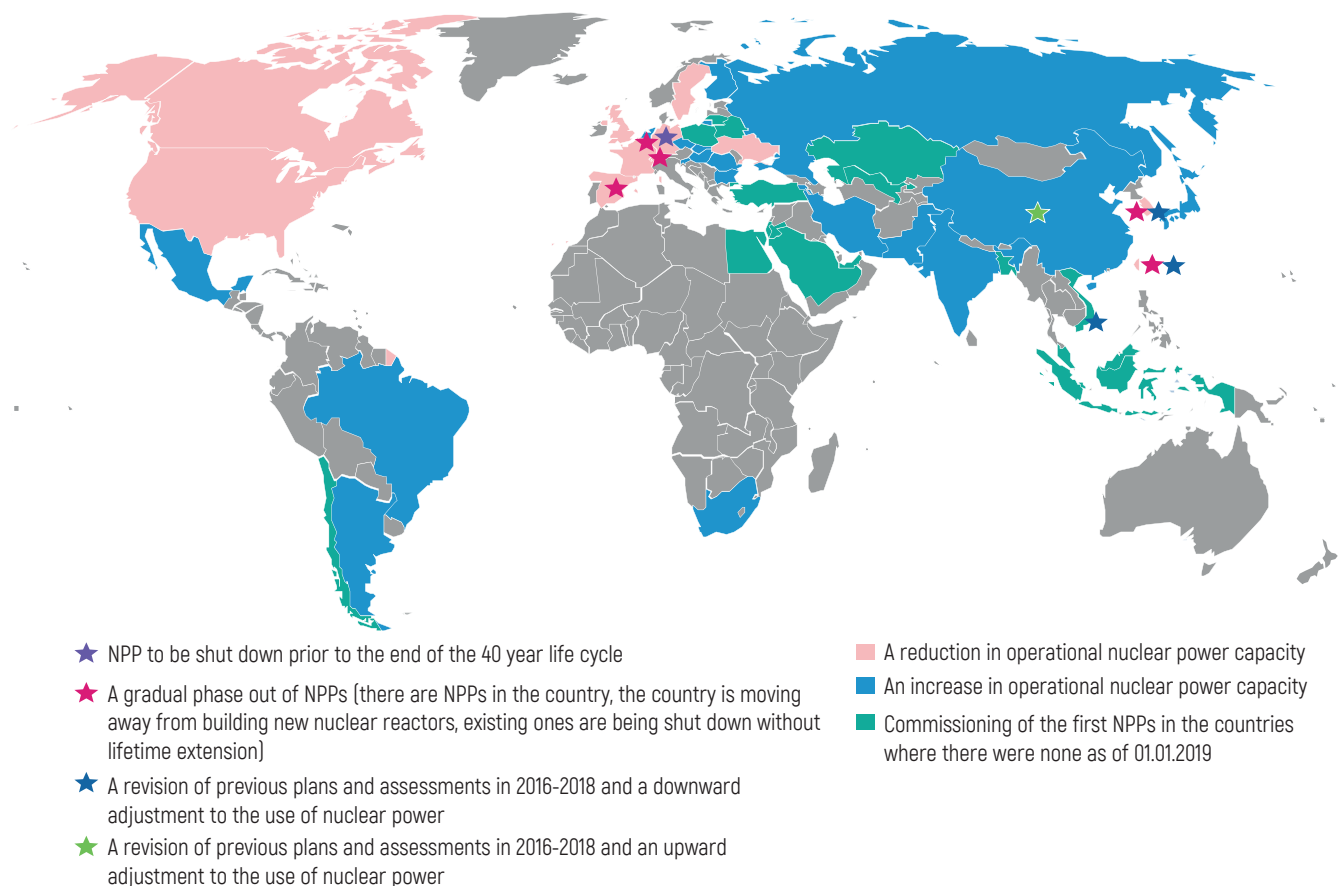 NPP to be shut down prior to the end of the 40 year life cycle
A gradual phase out of NPPs (there are NPPs in the country, the country is moving
away from building new nuclear reactors, existing ones are being shut down without
lifetime extension)
A revision of previous plans and assessments in 2016-2018 and a downward
adjustment to the use of nuclear power
A revision of previous plans and assessments in 2016-2018 and an upward
adjustment to the use of nuclear power
A reduction in operational nuclear power capacity
An increase in operational nuclear power capacity
Commissioning of the first NPPs in the countries
where there were none as of 01.01.2019